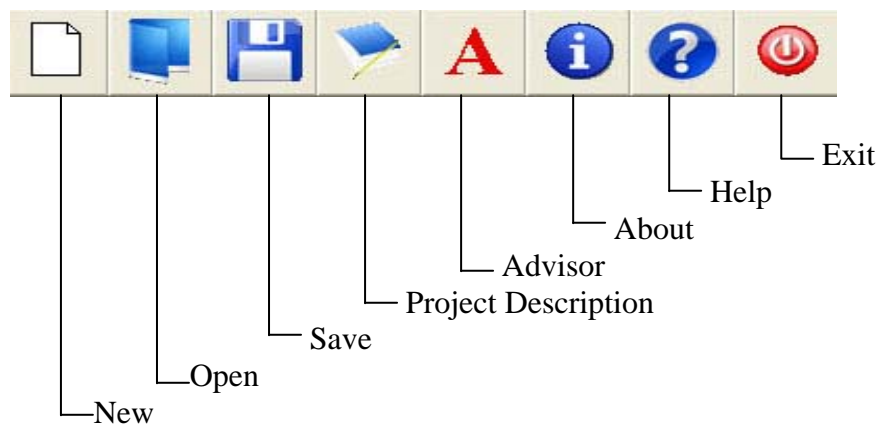 A
i
?
Exit
Help
About
Advisor
Project Description
Save
Open
New